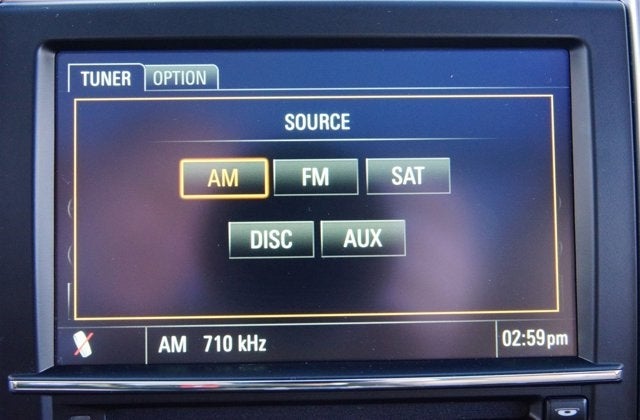 TUNER OPTION
SOURCE
AM FM SAT
DISC AUX
AM 710 kHz 02:59pm